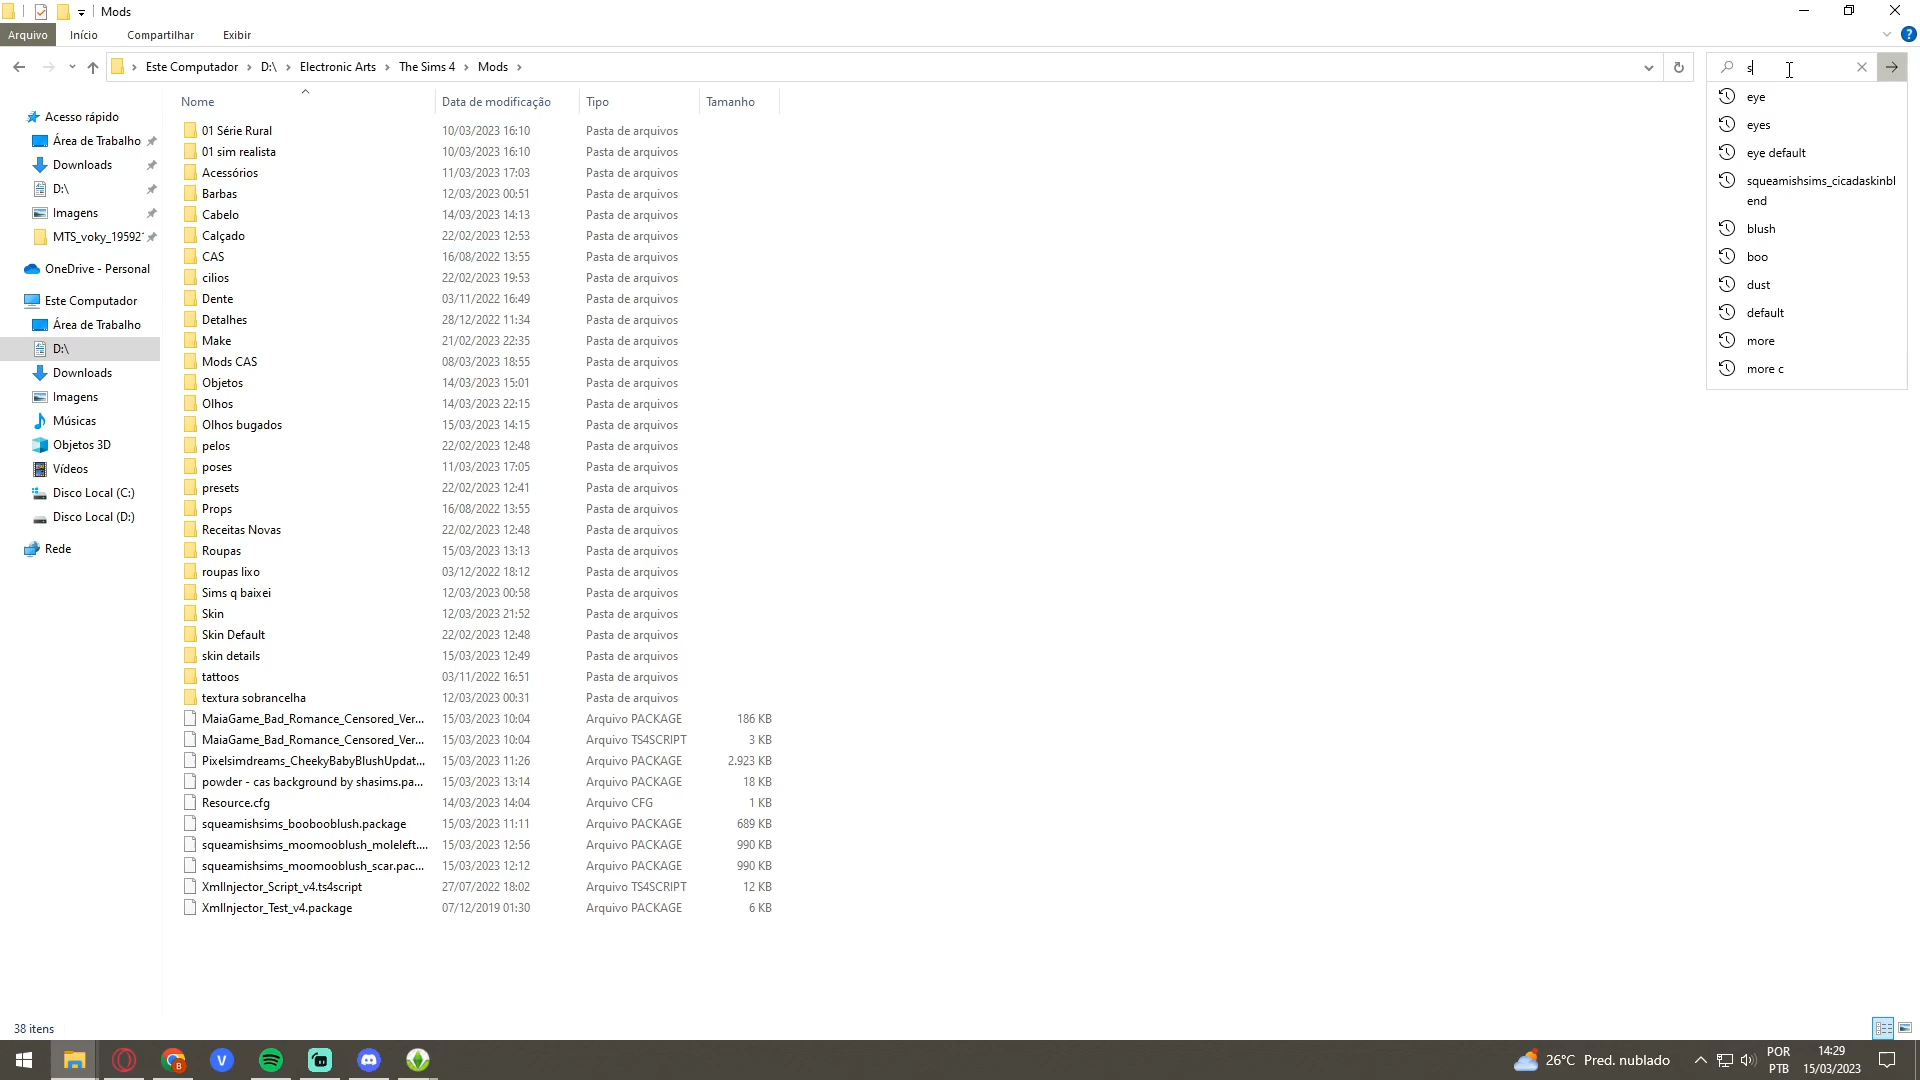 Mods
Arquivo Início Compartilhar Exibir
Este Computador > D:\ > Electronic Arts > The Sims 4 > Mods >
s
eye
eyes
eye default
squeamishsims_cicadaskinbl
end
blush
boo
dust
default
more
more c
Acesso rápido
Área de Trabalho
Downloads
D:\
Imagens
MTS_voky_19592
OneDrive - Personal
Este Computador
Área de Trabalho
D:\
Downloads
Imagens
Músicas
Objetos 3D
Vídeos
Disco Local (C:)
Disco Local (D:)
Rede
Nome Data de modificação Tipo Tamanho
01 Série Rural 10/03/2023 16:10 Pasta de arquivos
01 sim realista 10/03/2023 16:10 Pasta de arquivos
Acessórios 11/03/2023 17:03 Pasta de arquivos
Barbas 12/03/2023 00:51 Pasta de arquivos
Cabelo 14/03/2023 14:13 Pasta de arquivos
Calçado 22/02/2023 12:53 Pasta de arquivos
CAS 16/08/2022 13:55 Pasta de arquivos
cilios 22/02/2023 19:53 Pasta de arquivos
Dente 03/11/2022 16:49 Pasta de arquivos
Detalhes 28/12/2022 11:34 Pasta de arquivos
Make 21/02/2023 22:35 Pasta de arquivos
Mods CAS 08/03/2023 18:55 Pasta de arquivos
Objetos 14/03/2023 15:01 Pasta de arquivos
Olhos 14/03/2023 22:15 Pasta de arquivos
Olhos bugados 15/03/2023 14:15 Pasta de arquivos
pelos 22/02/2023 12:48 Pasta de arquivos
poses 11/03/2023 17:05 Pasta de arquivos
presets 22/02/2023 12:41 Pasta de arquivos
Props 16/08/2022 13:55 Pasta de arquivos
Receitas Novas 22/02/2023 12:48 Pasta de arquivos
Roupas 15/03/2023 13:13 Pasta de arquivos
roupas lixo 03/12/2022 18:12 Pasta de arquivos
Sims q baixei 12/03/2023 00:58 Pasta de arquivos
Skin 12/03/2023 21:52 Pasta de arquivos
Skin Default 22/02/2023 12:48 Pasta de arquivos
skin details 15/03/2023 12:49 Pasta de arquivos
tattoos 03/11/2022 16:51 Pasta de arquivos
textura sobrancelha 12/03/2023 00:31 Pasta de arquivos
MaiaGame_Bad_Romance_Censored_Ver... 15/03/2023 10:04 Arquivo PACKAGE 186 KB
MaiaGame_Bad_Romance_Censored_Ver... 15/03/2023 10:04 Arquivo TS4SCRIPT 3 KB
Pixelsimdreams_CheekyBabyBlushUpdat... 15/03/2023 11:26 Arquivo PACKAGE 2.923 KB
powder - cas background by shasims.pa... 15/03/2023 13:14 Arquivo PACKAGE 18 KB
Resource.cfg 14/03/2023 14:04 Arquivo CFG 1 KB
squeamishsims_boobooblush.package 15/03/2023 11:11 Arquivo PACKAGE 689 KB
squeamishsims_moomooblush_moleleft.... 15/03/2023 12:56 Arquivo PACKAGE 990 KB
squeamishsims_moomooblush_scar.pac... 15/03/2023 12:12 Arquivo PACKAGE 990 KB
XmlInjector_Script_v4.ts4script 27/07/2022 18:02 Arquivo TS4SCRIPT 12 KB
XmlInjector_Test_v4.package 07/12/2019 01:30 Arquivo PACKAGE 6 KB
38 itens
26°C Pred. nublado
POR
PTB
14:29
15/03/2023